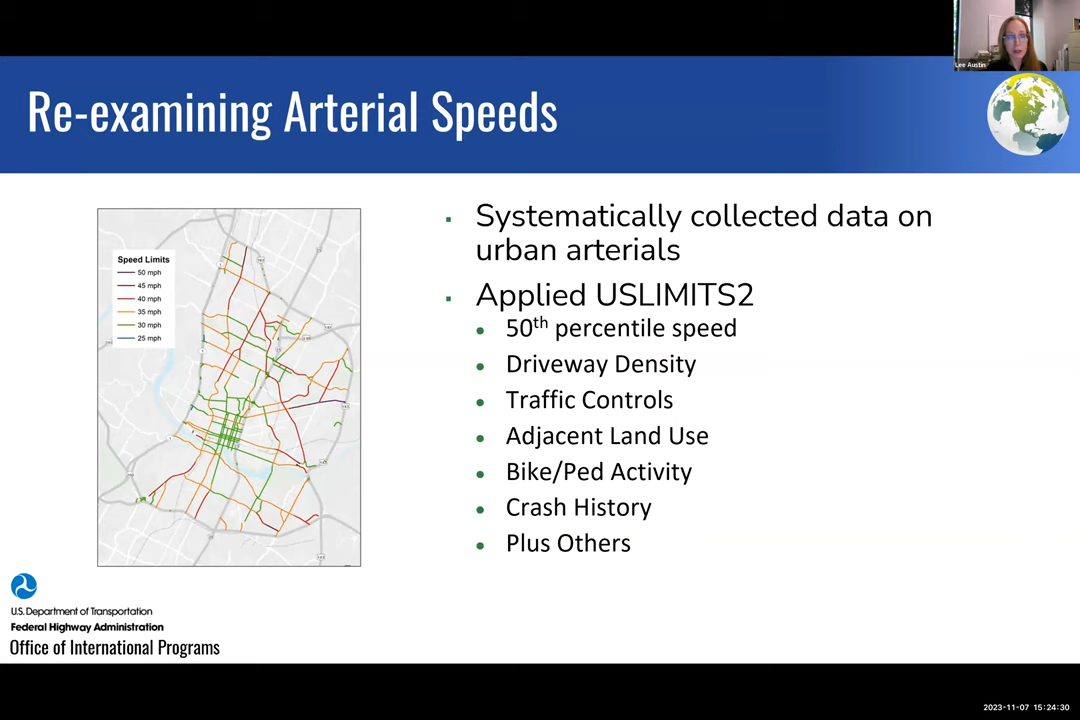 Lee Austin
Re-examining Arterial Speeds
Speed Limits
50 mph
45 mph
40 mph
35 mph
30 mph
25 mph
▪ Systematically collected data on
urban arterials
▪ Applied USLIMITS2
• 50th percentile speed
• Driveway Density
• Traffic Controls
• Adjacent Land Use
• Bike/Ped Activity
• Crash History
• Plus Others
U.S. Department of Transportation
Federal Highway Administration
Office of International Programs
2023-11-07 15:24:30